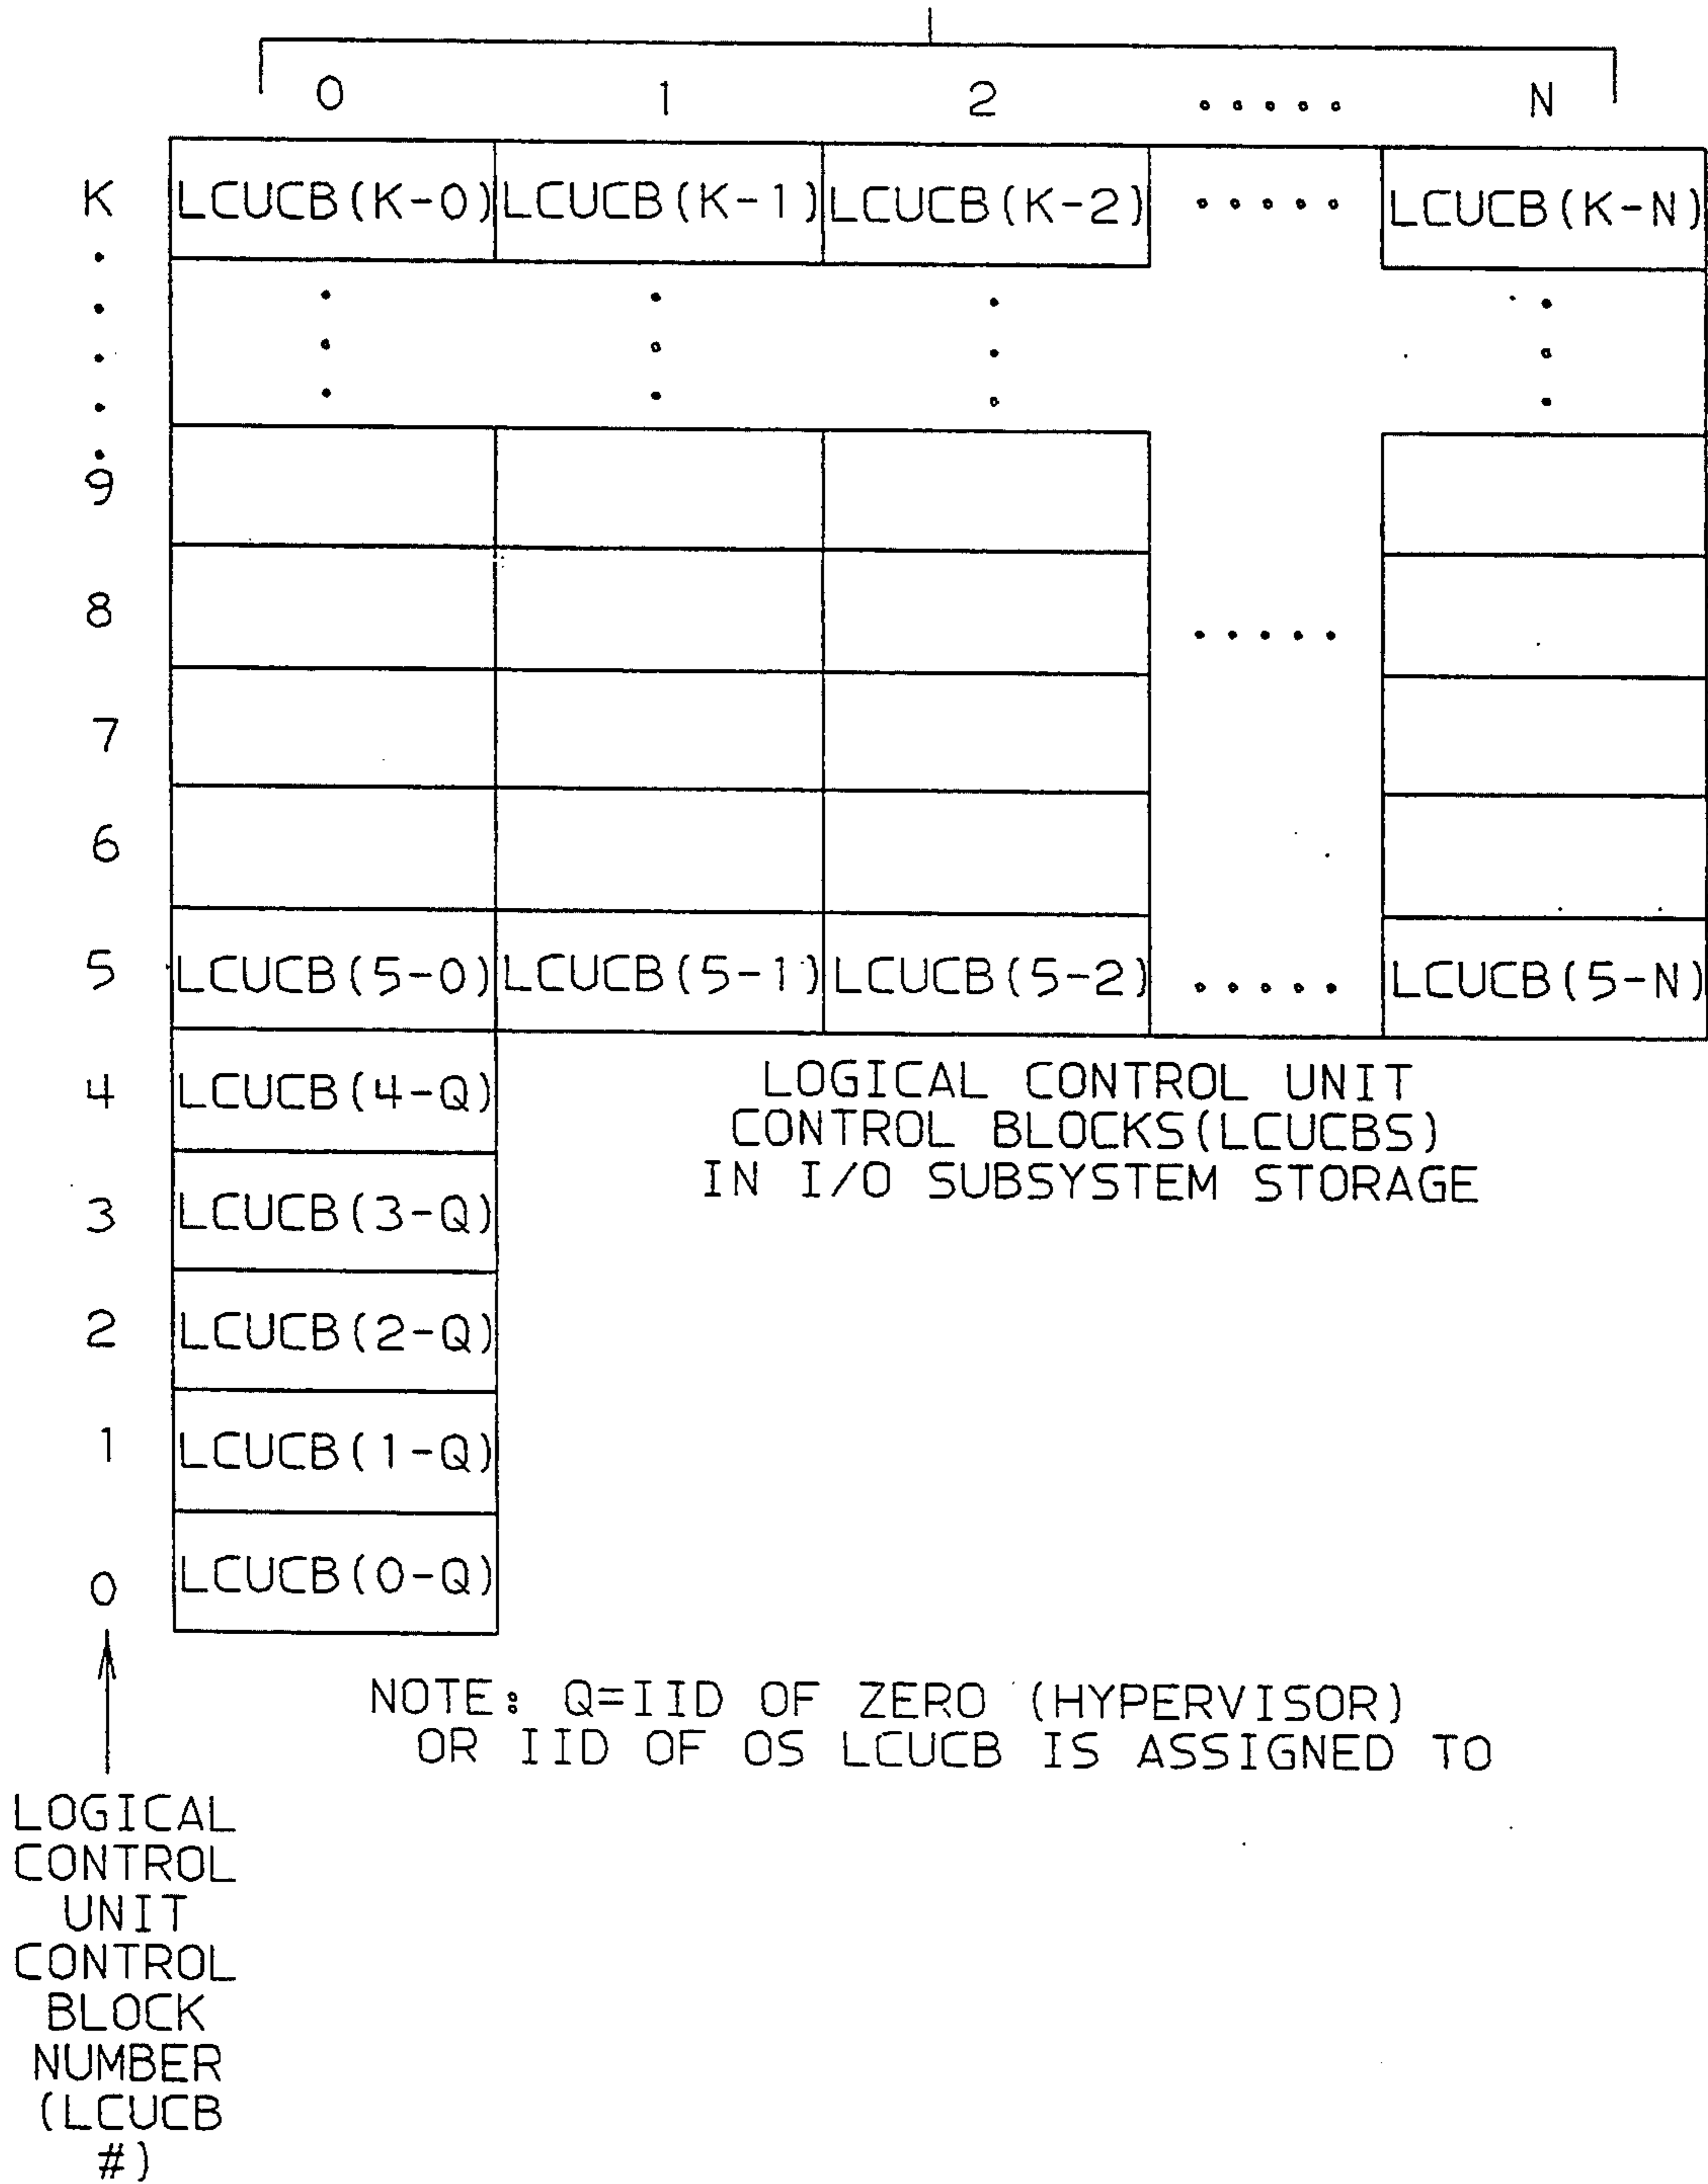 0 1 2 ..... N
K LCUCB(K-0) LCUCB(K-1) LCUCB(K-2) ..... LCUCB(K-N)
9
8 .....
7
6
5 LCUCB(5-0) LCUCB(5-1) LCUCB(5-2) ..... LCUCB(5-N)
4 LCUCB(4-Q)
LOGICAL CONTROL UNIT
CONTROL BLOCKS(LCUCBS)
IN I/O SUBSYSTEM STORAGE
3 LCUCB(3-Q)
2 LCUCB(2-Q)
1 LCUCB(1-Q)
0 LCUCB(0-Q)
NOTE: Q=IID OF ZERO (HYPERVISOR)
OR IID OF OS LCUCB IS ASSIGNED TO
LOGICAL
CONTROL
UNIT
CONTROL
BLOCK
NUMBER
(LCUCB
#)